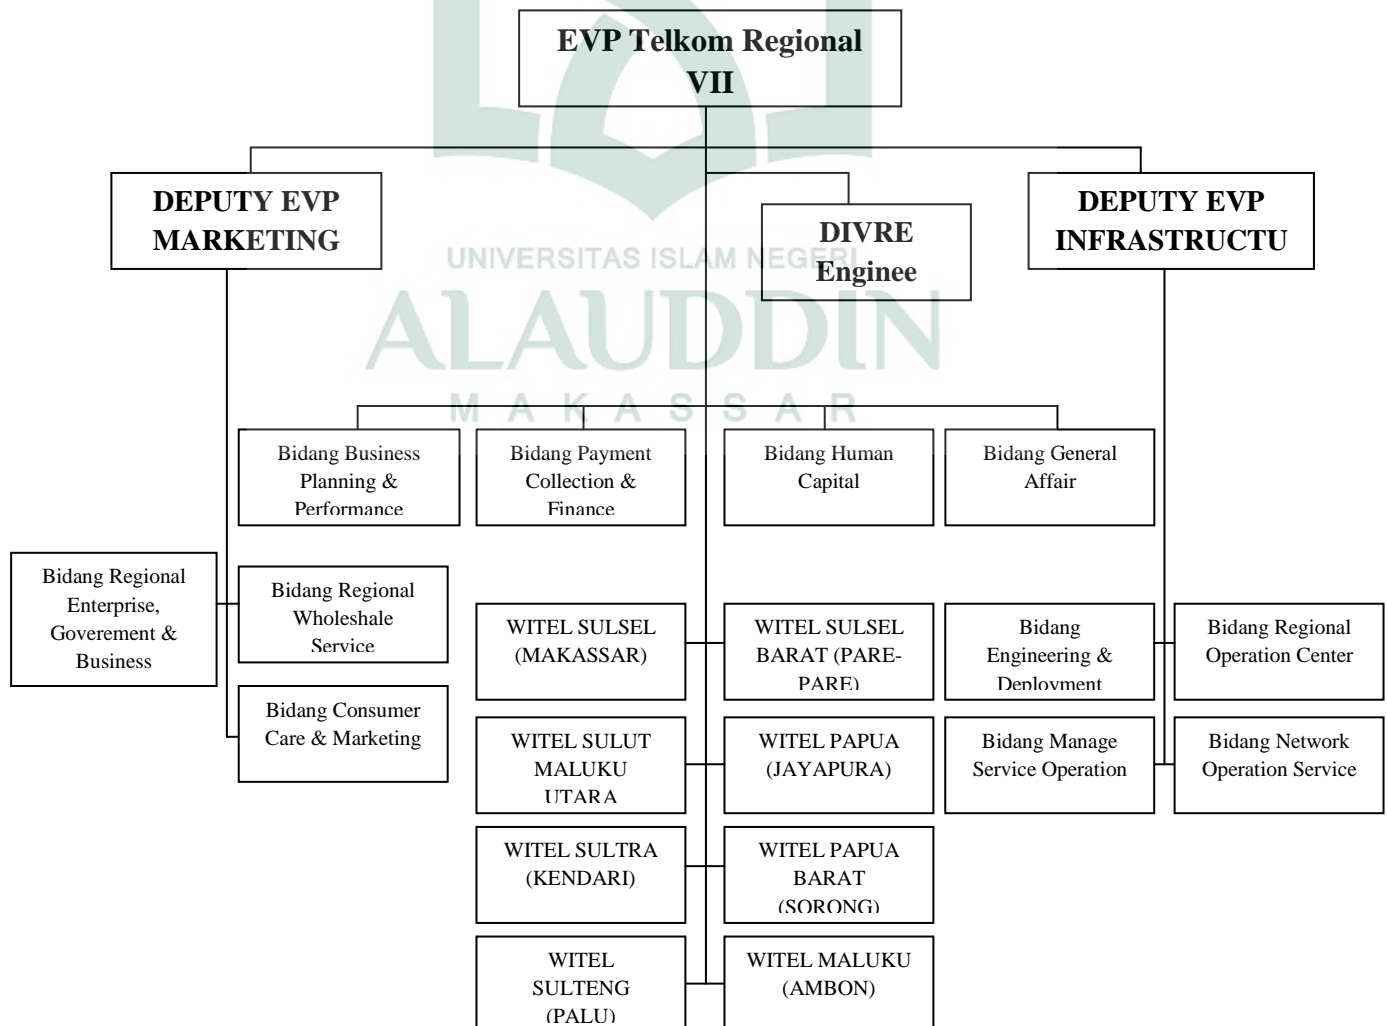 EVP Telkom Regional
VII
DEPUTY EVP
MARKETING
DIVRE
Enginee
DEPUTY EVP
INFRASTRUCTU
UNIVERSITAS ISLAM NEGERI
ALAUDDIN
MAKASSAR
Bidang Business
Planning &
Performance
Bidang Payment
Collection &
Finance
Bidang Human
Capital
Bidang General
Affair
Bidang Regional
Enterprise,
Goverement &
Business
Bidang Regional
Wholeshale
Service
Bidang Consumer
Care & Marketing
WITEL SULSEL
(MAKASSAR)
WITEL SULSEL
BARAT (PARE-
PARE)
Bidang
Engineering &
Deployment
Bidang Regional
Operation Center
WITEL SULUT
MALUKU
UTARA
WITEL PAPUA
(JAYAPURA)
Bidang Manage
Service Operation
Bidang Network
Operation Service
WITEL SULTRA
(KENDARI)
WITEL PAPUA
BARAT
(SORONG)
WITEL
SULTENG
(PALU)
WITEL MALUKU
(AMBON)